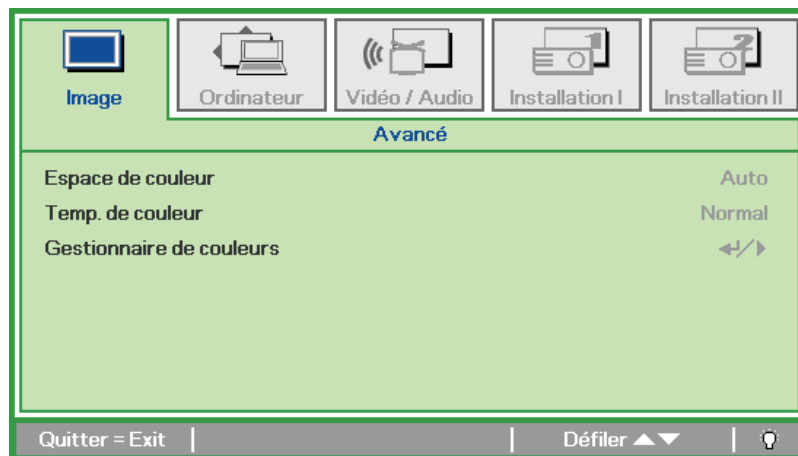 Image Ordinateur Vidéo / Audio Installation I Installation II
Avancé
Espace de couleur Auto
Temp. de couleur Normal
Gestionnaire de couleurs
Quitter = Exit Défiler